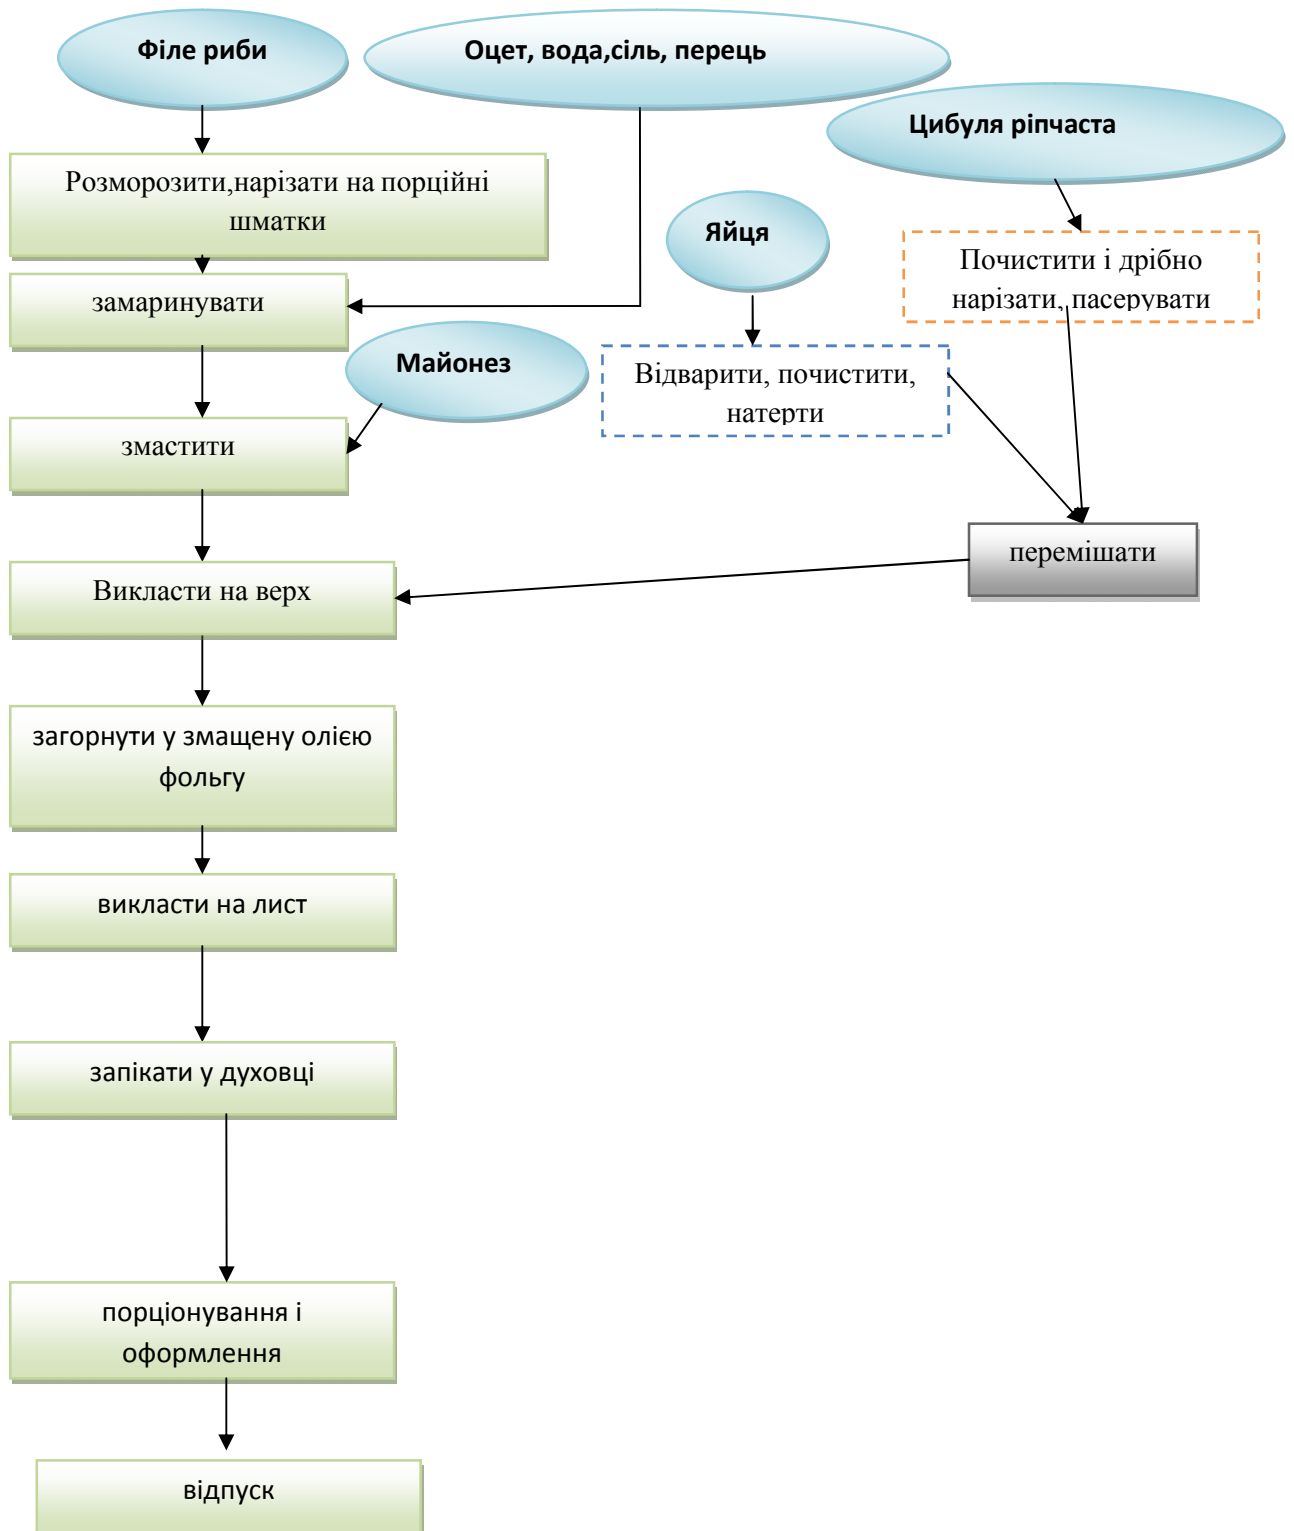 Філе риби
Оцет, вода,сіль, перець
Цибуля ріпчаста
Розморозити,нарізати на порційні
шматки
Яйця
Почистити і дрібно
нарізати, пасерувати
замаринувати
Майонез
Відварити, почистити,
натерти
змастити
перемішати
Викласти на верх
загорнути у змащену олією
фольгу
викласти на лист
запікати у духовці
порціонування і
оформлення
відпуск